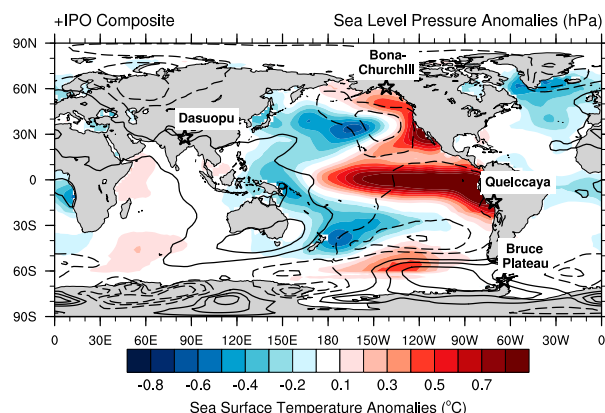 +IPO Composite
Sea Level Pressure Anomalies (hPa)
90N
60N
30N
0
30S
60S
90S
Bona-
Churchill
Dasuopu
Quelccaya
Bruce
Plateau
0 30E 60E 90E 120E 150E 180 150W 120W 90W 60W 30W 0
-0.8 -0.6 -0.4 -0.2 0.1 0.3 0.5 0.7
Sea Surface Temperature Anomalies (°C)